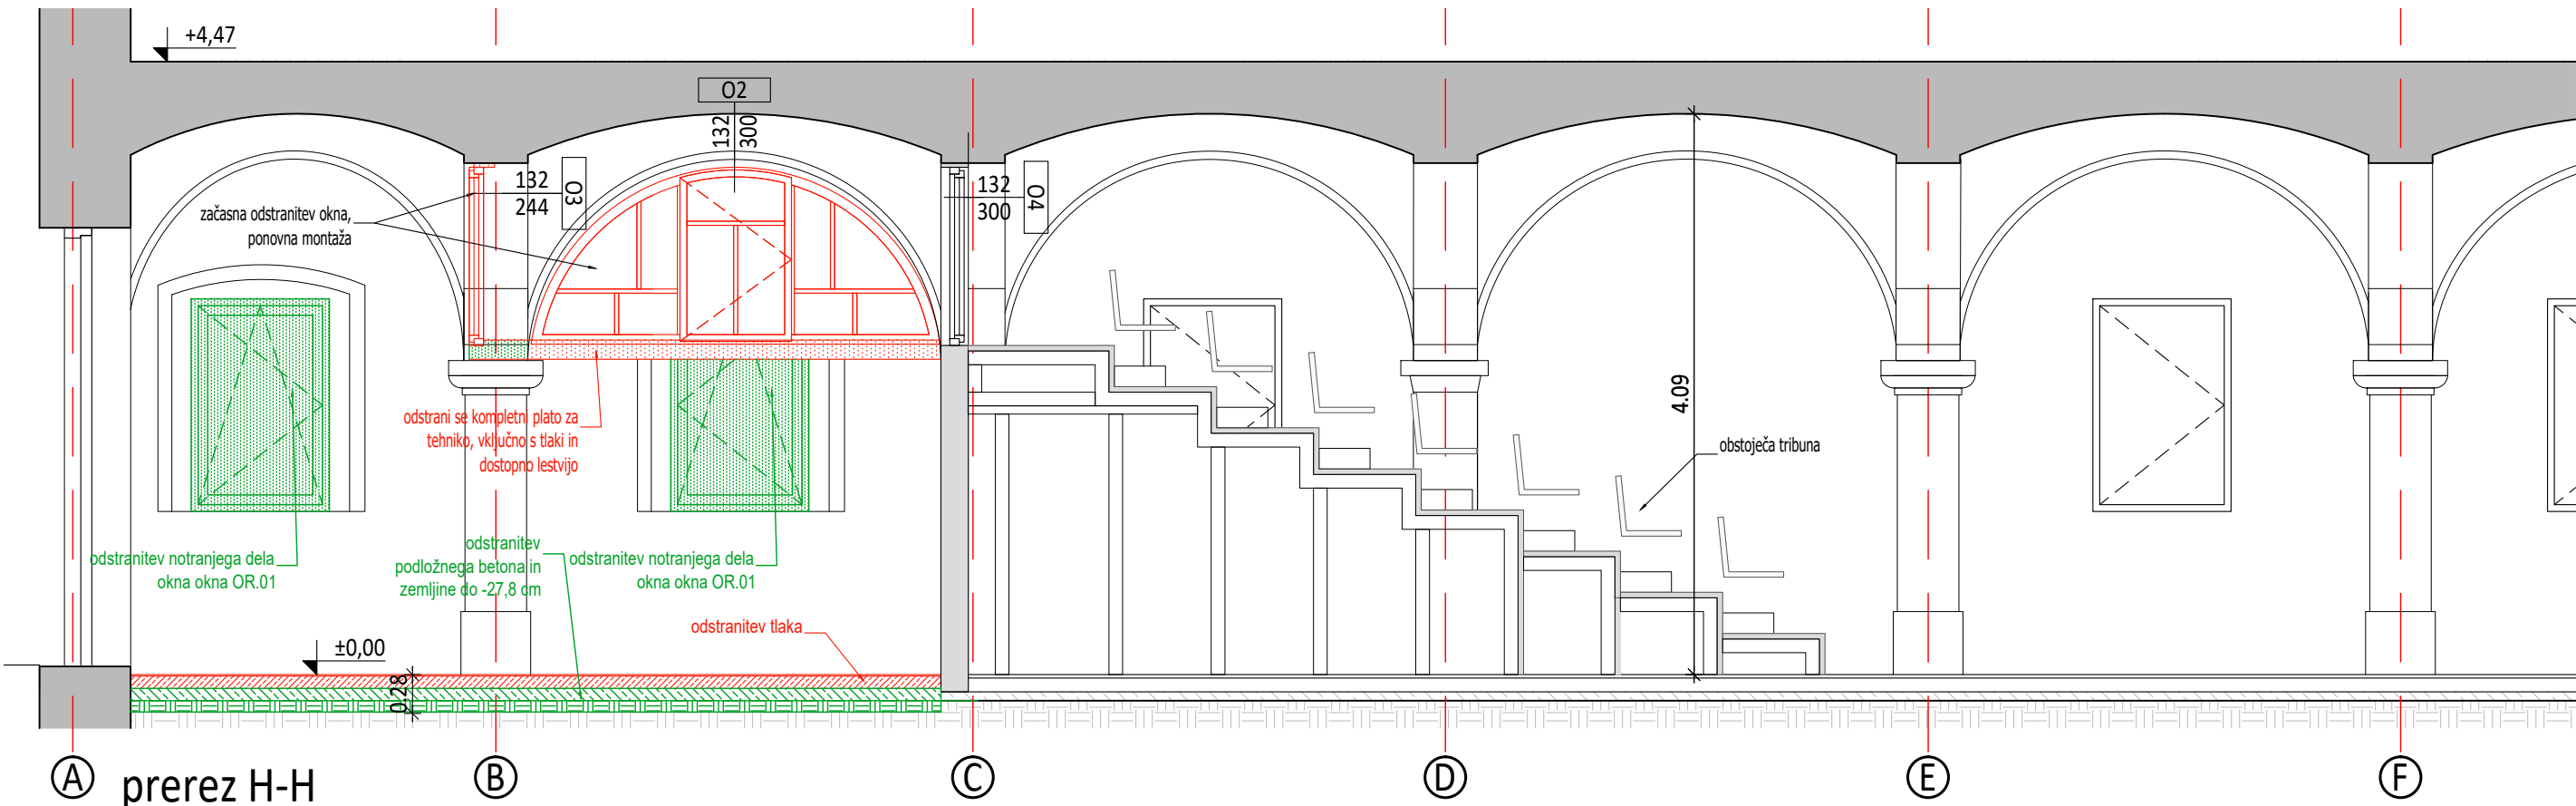 +4,47
O2
132
300
132
244
O3
132
300
O4
začasna odstranitev okna,
ponovna montaža
odstrani se kompletni plato za
tehniko, vključno s tlaki in
dostopno lestvijo
4.09
obstoječa tribuna
odstranitev notranjega dela
okna okna OR.01
odstranitev
podložnega betona in
zemljine do -27,8 cm
odstranitev notranjega dela
okna okna OR.01
odstranitev tlaka
±0,00
0.28
A
B
C
D
E
F
prerez H-H